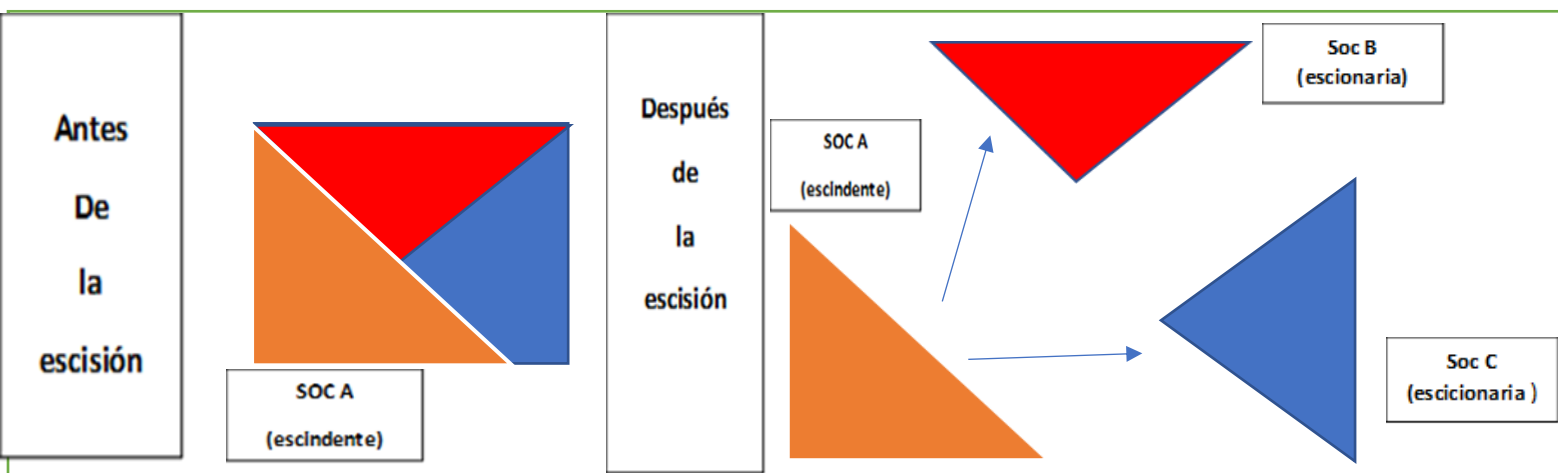 Antes
De
la
escisión
SOC A
(escindente)
Después
de
la
escisión
SOC A
(escindente)
Soc B
(escionaria)
Soc C
(escicionaria )